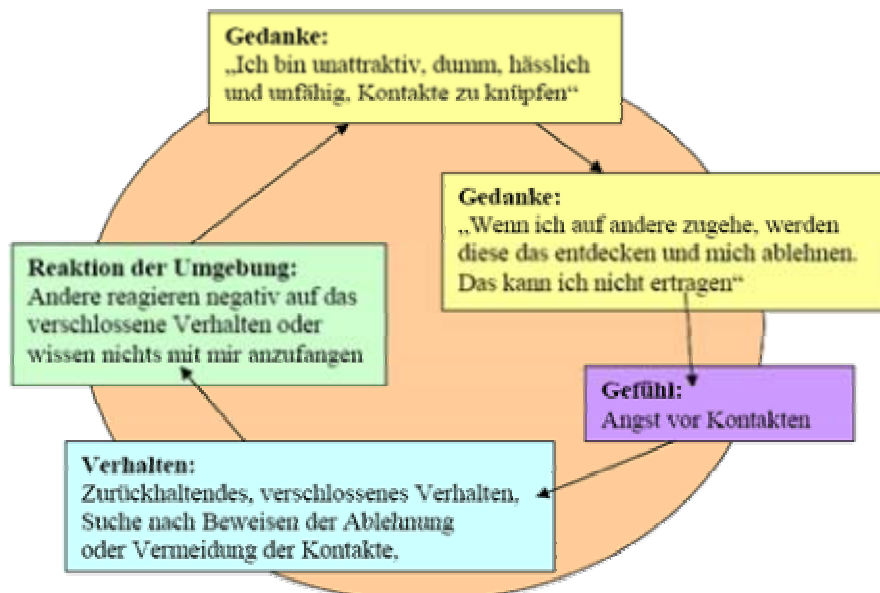 Gedanke:
„Ich bin unattraktiv, dumm, hässlich
und unfähig, Kontakte zu knüpfen“
Gedanke:
„Wenn ich auf andere zugehe, werden
diese das entdecken und mich ablehnen.
Das kann ich nicht ertragen“
Gefühl:
Angst vor Kontakten
Verhalten:
Zurückhaltendes, verschlossenes Verhalten,
Suche nach Beweisen der Ablehnung
oder Vermeidung der Kontakte,
Reaktion der Umgebung:
Andere reagieren negativ auf das
verschlossene Verhalten oder
wissen nichts mit mir anzufangen